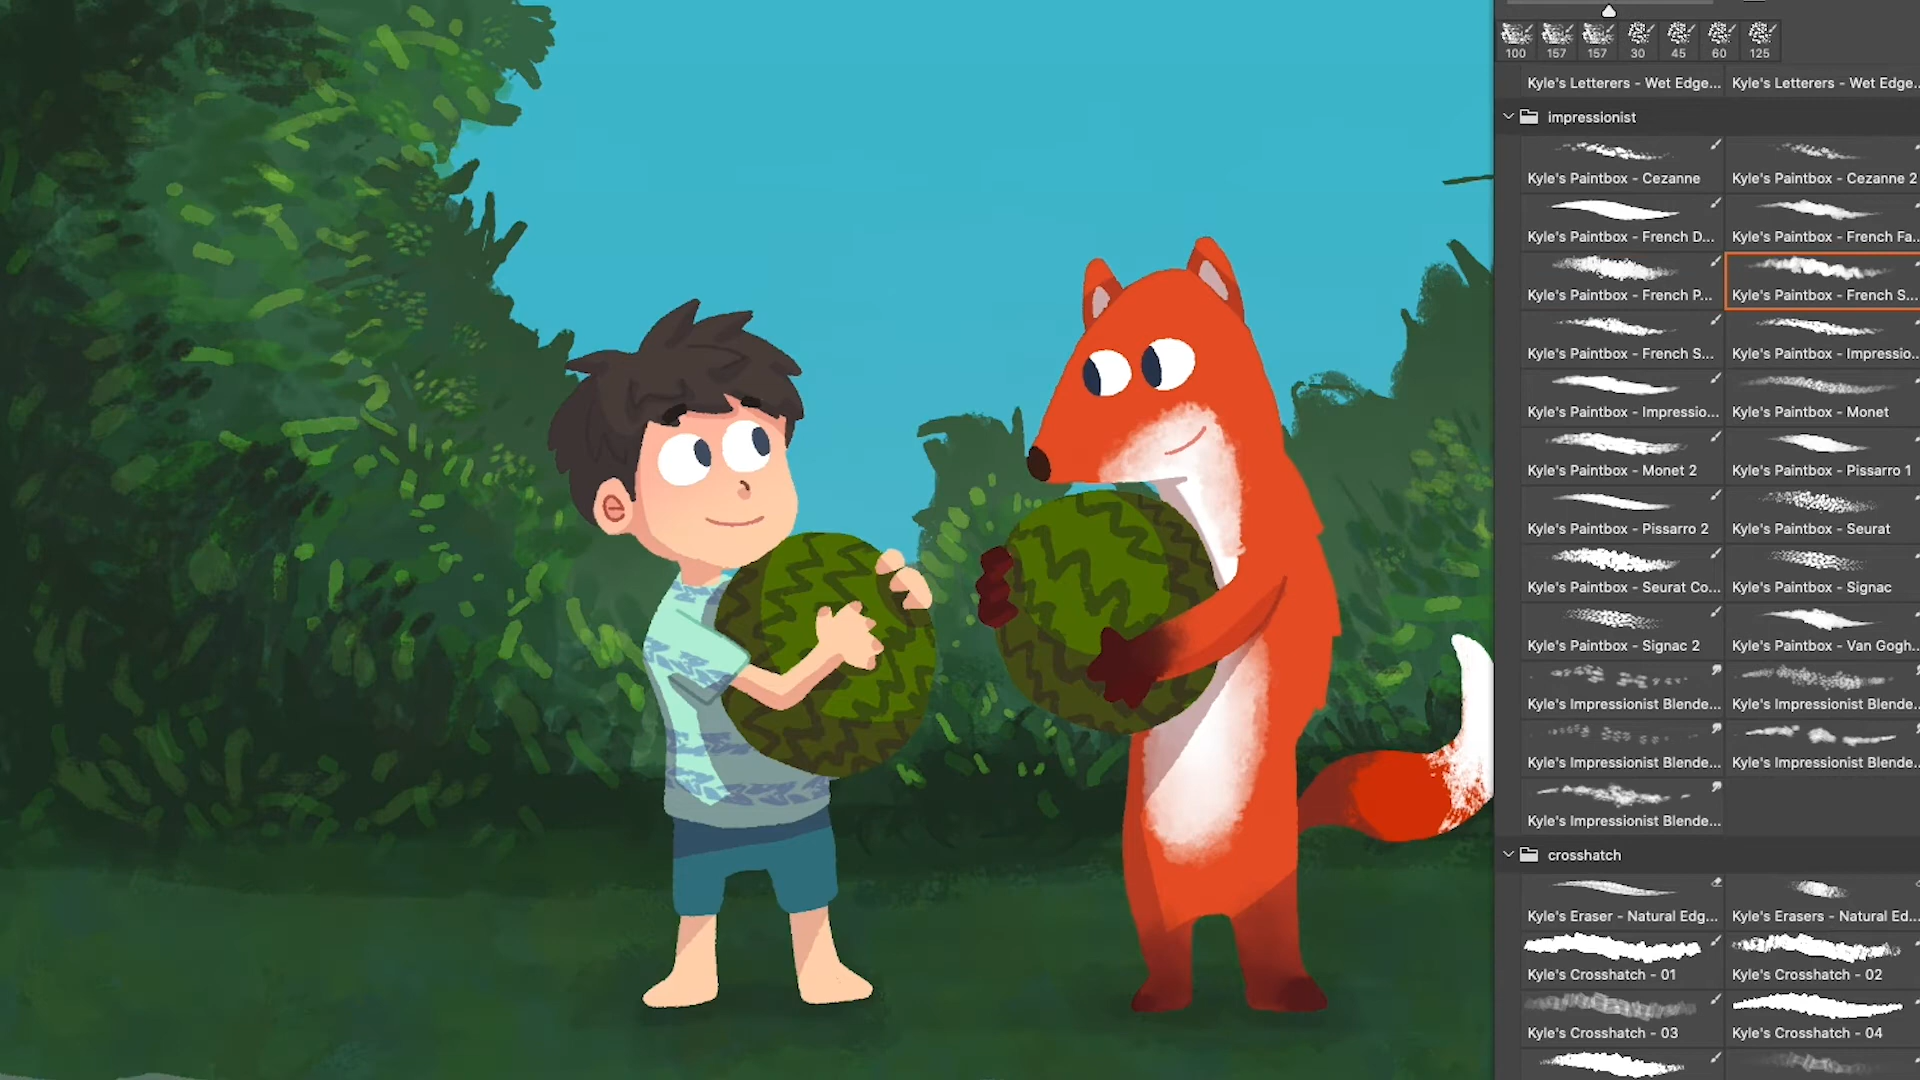 100 157 157 30 45 60 125
Kyle's Letterers - Wet Edge... Kyle's Letterers - Wet Edge...
impressionist
Kyle's Paintbox - Cezanne Kyle's Paintbox - Cezanne 2
Kyle's Paintbox - French D... Kyle's Paintbox - French Fa...
Kyle's Paintbox - French P... Kyle's Paintbox - French S...
Kyle's Paintbox - French S... Kyle's Paintbox - Impressio...
Kyle's Paintbox - Impressio... Kyle's Paintbox - Monet
Kyle's Paintbox - Monet 2 Kyle's Paintbox - Pissarro 1
Kyle's Paintbox - Pissarro 2 Kyle's Paintbox - Seurat
Kyle's Paintbox - Seurat Co... Kyle's Paintbox - Signac
Kyle's Paintbox - Signac 2 Kyle's Paintbox - Van Gogh...
Kyle's Impressionist Blende... Kyle's Impressionist Blende...
Kyle's Impressionist Blende... Kyle's Impressionist Blende...
Kyle's Impressionist Blende...
crosshatch
Kyle's Eraser - Natural Edg... Kyle's Erasers - Natural Ed...
Kyle's Crosshatch - 01 Kyle's Crosshatch - 02
Kyle's Crosshatch - 03 Kyle's Crosshatch - 04